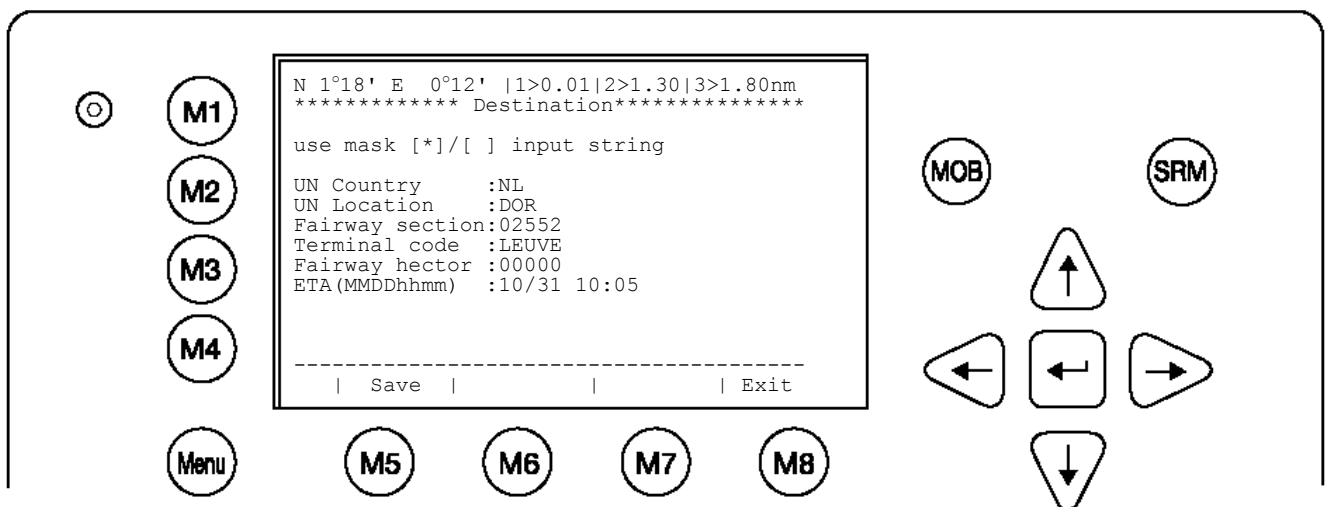 N 1°18' E  0°12' |1>0.01|2>1.30|3>1.80nm
************* Destination***************
use mask [*]/[ ] input string
UN Country     :NL
UN Location    :DOR
Fairway section:02552
Terminal code  :LEUVE
Fairway hector :00000
ETA(MMDDhhmm)  :10/31 10:05
----------------------------------------
| Save |          |          | Exit
M1
M2
M3
M4
Menu
M5
M6
M7
M8
MOB
SRM